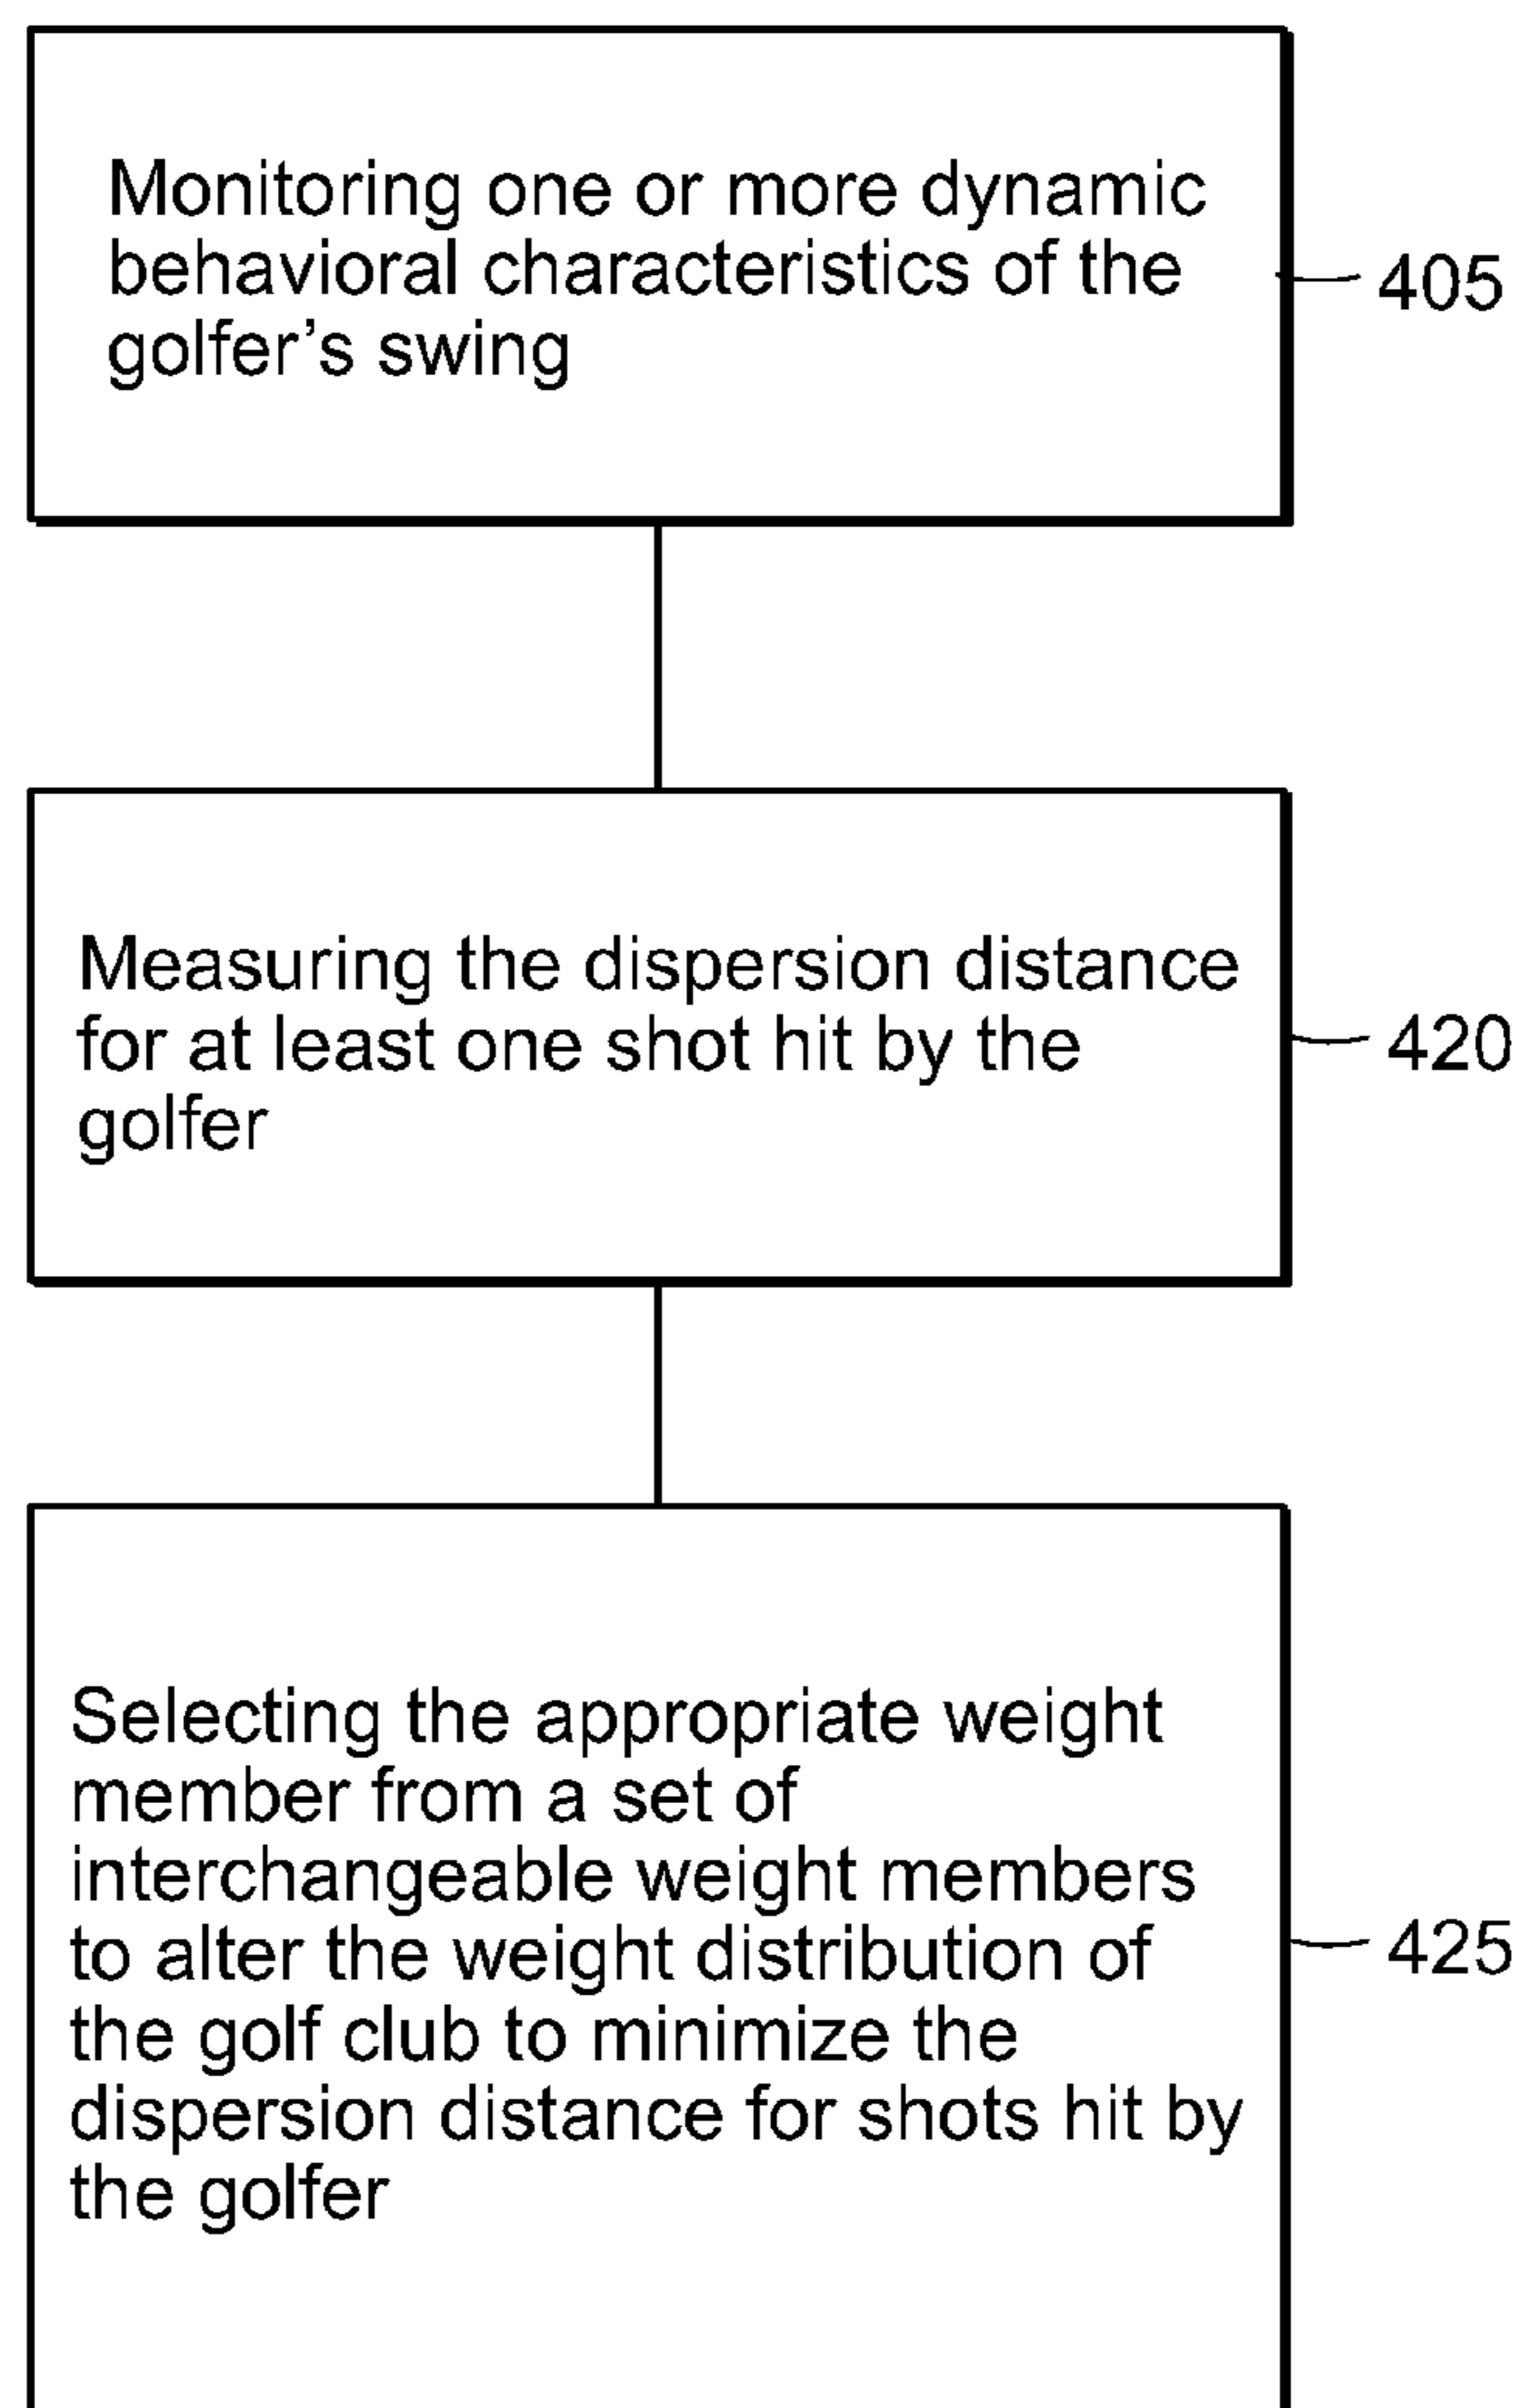 Monitoring one or more dynamic
behavioral characteristics of the
golfer's swing
405
Measuring the dispersion distance
for at least one shot hit by the
golfer
420
Selecting the appropriate weight
member from a set of
interchangeable weight members
to alter the weight distribution of
the golf club to minimize the
dispersion distance for shots hit by
the golfer
425